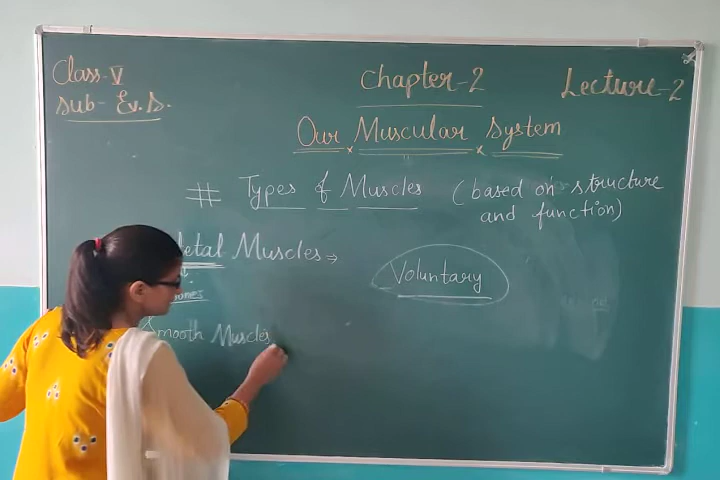 Class-V
Sub- Ev. S.
Chapter-2
Lecture-2
Our Muscular System
# Types of Muscles (based on structure
and function)
letal Muscles ⇒
Voluntary
↓
Bones
Smooth Muscles